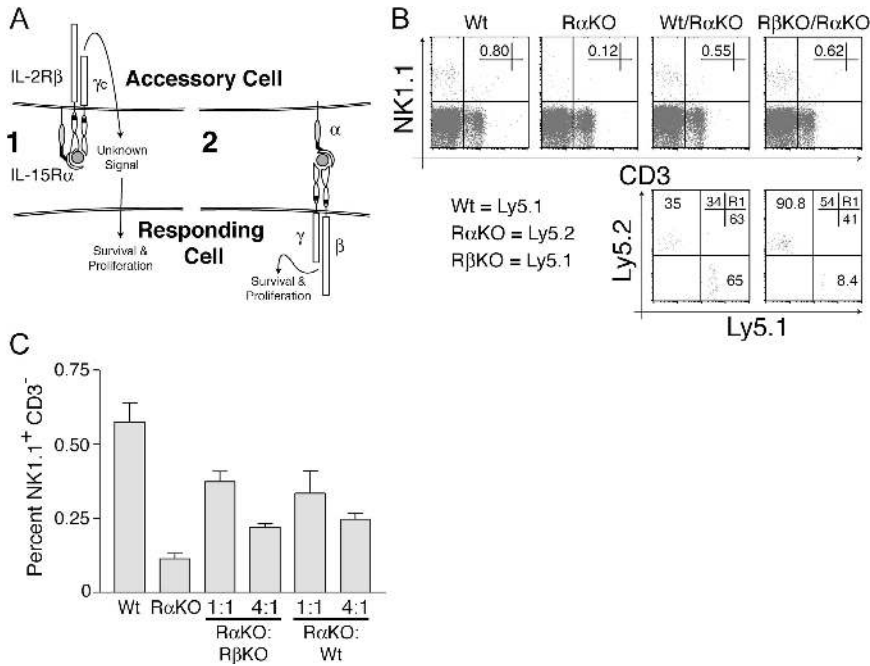 A
IL-2Rβ
γc
Accessory Cell
1
2
α
Unknown
Signal
IL-15Rα
Responding
Cell
Survival &
Proliferation
γ
β
Survival &
Proliferation
B
Wt
RαKO
Wt/RαKO
RβKO/RαKO
0.80
0.12
0.55
0.62
NK1.1
CD3
Wt = Ly5.1
RαKO = Ly5.2
RβKO = Ly5.1
35
34
R1
63
65
90.8
54
R1
41
8.4
Ly5.2
Ly5.1
C
Percent NK1.1+ CD3-
0.75
0.50
0.25
0
Wt
RαKO
1:1
4:1
1:1
4:1
RαKO:
RβKO
RαKO:
Wt